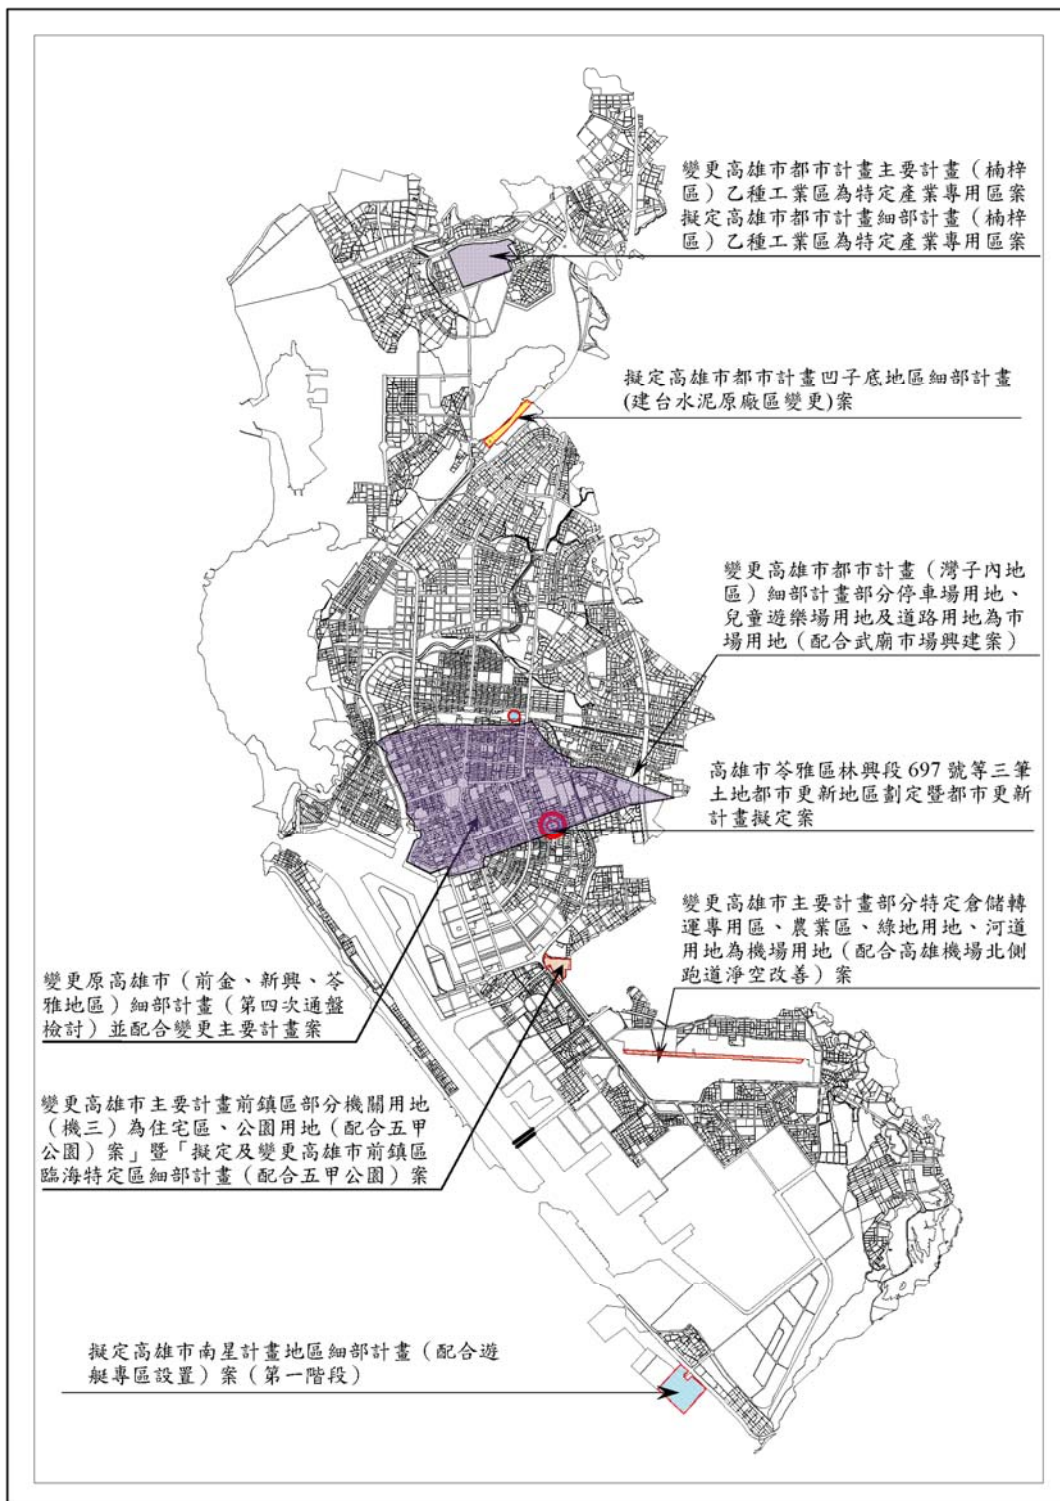 變更高雄市都市計畫主要計畫（楠梓
區）乙種工業區為特定產業專用區案
擬定高雄市都市計畫細部計畫（楠梓
區）乙種工業區為特定產業專用區案
擬定高雄市都市計畫凹子底地區細部計畫
(建台水泥原廠區變更)案
變更高雄市都市計畫（灣子內地
區）細部計畫部分停車場用地、
兒童遊樂場用地及道路用地為市
場用地（配合武廟市場興建案）
高雄市苓雅區林興段 697 號等三筆
土地都市更新地區劃定暨都市更新
計畫擬定案
變更高雄市主要計畫部分特定倉儲轉
運專用區、農業區、綠地用地、河道
用地為機場用地（配合高雄機場北側
跑道淨空改善）案
變更原高雄市（前金、新興、苓
雅地區）細部計畫（第四次通盤
檢討）並配合變更主要計畫案
變更高雄市主要計畫前鎮區部分機關用地
（機三）為住宅區、公園用地（配合五甲
公園）案」暨「擬定及變更高雄市前鎮區
臨海特定區細部計畫（配合五甲公園）案
擬定高雄市南星計畫地區細部計畫（配合遊
艇專區設置）案（第一階段）